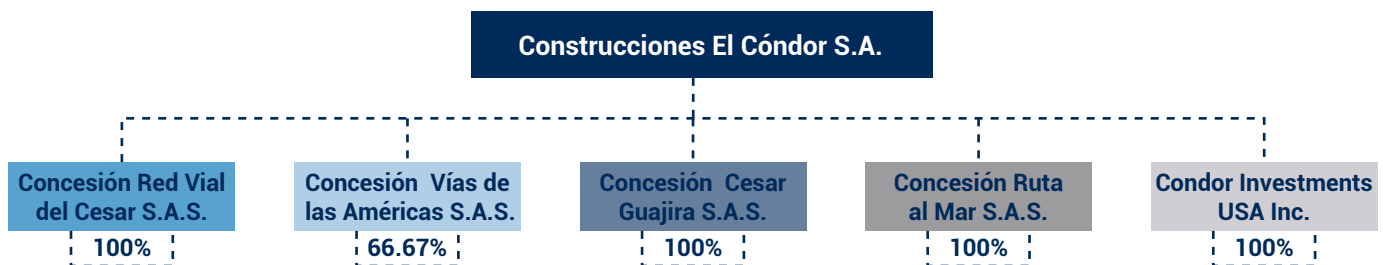 Construcciones El Cóndor S.A.
Concesión Red Vial
del Cesar S.A.S.
100%
Concesión Vías de
las Américas S.A.S.
66.67%
Concesión Cesar
Guajira S.A.S.
100%
Concesión Ruta
al Mar S.A.S.
100%
Condor Investments
USA Inc.
100%